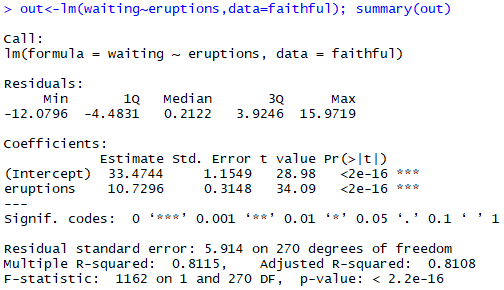 > out<-lm(waiting~eruptions,data=faithful); summary(out)
Call:
lm(formula = waiting ~ eruptions, data = faithful)
Residuals:
     Min       1Q   Median       3Q      Max
-12.0796  -4.4831   0.2122   3.9246  15.9719
Coefficients:
            Estimate Std. Error t value Pr(>|t|)
(Intercept)  33.4744     1.1549   28.98   <2e-16 ***
eruptions    10.7296     0.3148   34.09   <2e-16 ***
---
Signif. codes:  0 ‘***’ 0.001 ‘**’ 0.01 ‘*’ 0.05 ‘.’ 0.1 ‘ ’ 1
Residual standard error: 5.914 on 270 degrees of freedom
Multiple R-squared:  0.8115,    Adjusted R-squared:  0.8108
F-statistic:  1162 on 1 and 270 DF,  p-value: < 2.2e-16